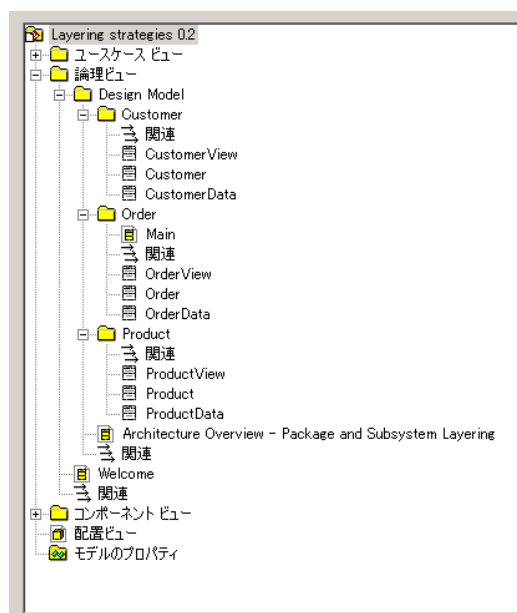 Layering strategies 0.2
ユースケース ビュー
論理ビュー
Design Model
Customer
関連
CustomerView
Customer
CustomerData
Order
Main
関連
OrderView
Order
OrderData
Product
関連
ProductView
Product
ProductData
Architecture Overview - Package and Subsystem Layering
関連
Welcome
関連
コンポーネント ビュー
配置ビュー
モデルのプロパティ